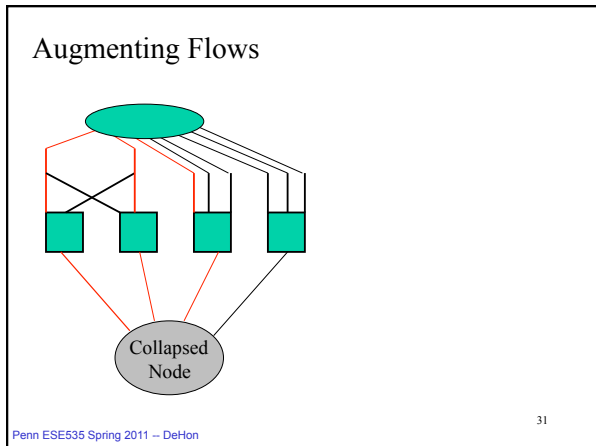 Augmenting Flows
Collapsed
Node
31
Penn ESE535 Spring 2011 -- DeHon